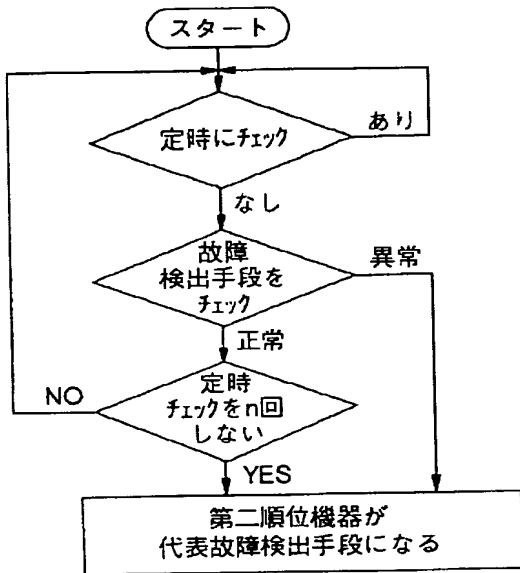 スタート
定時にチェック
あり
なし
故障
検出手段を
チェック
異常
正常
定時
チェックをn回
しない
NO
YES
第二順位機器が
代表故障検出手段になる